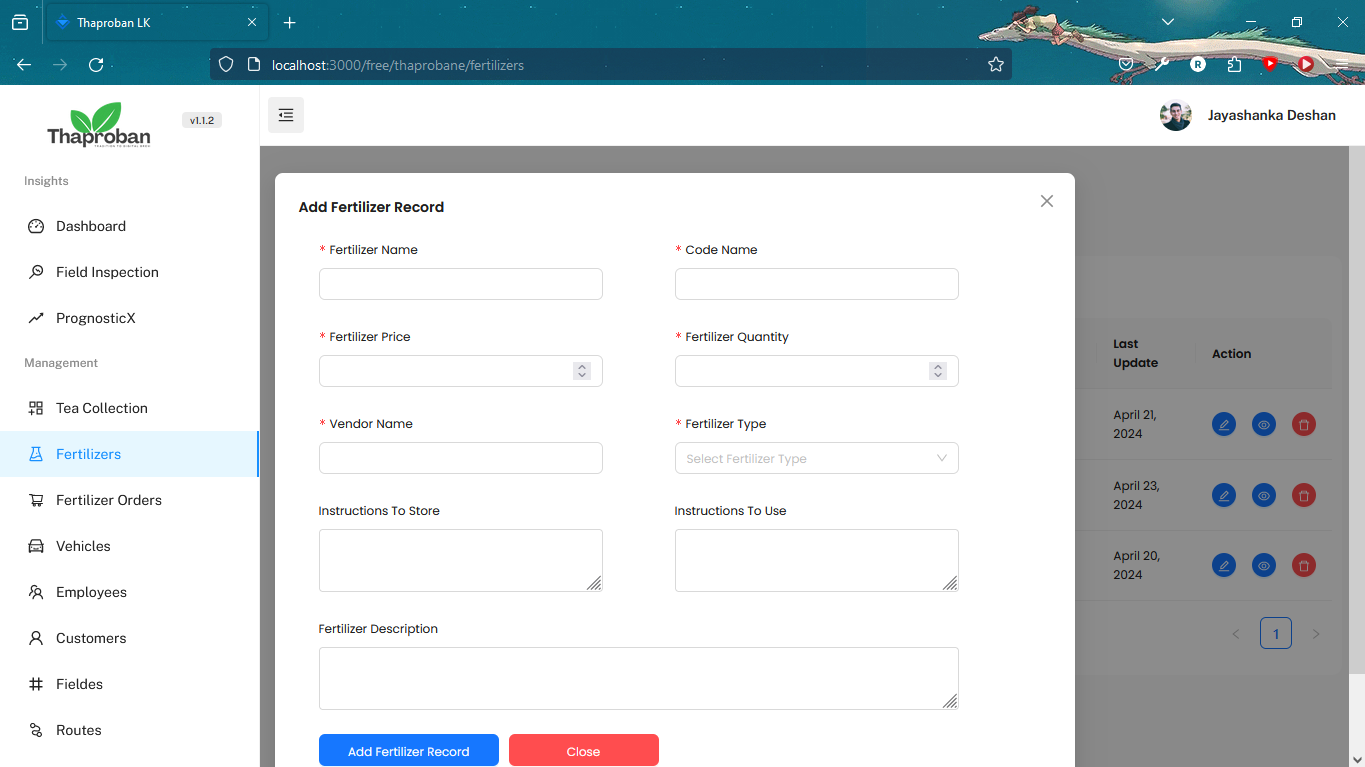 Thaproban LK
localhost:3000/free/thaprobane/fertilizers
Thaproban
v1.1.2
Jayashanka Deshan
Insights
Dashboard
Field Inspection
PrognosticX
Management
Tea Collection
Fertilizers
Fertilizer Orders
Vehicles
Employees
Customers
Fieldes
Routes
Add Fertilizer Record
* Fertilizer Name
* Code Name
* Fertilizer Price
* Fertilizer Quantity
* Vendor Name
* Fertilizer Type
Select Fertilizer Type
Instructions To Store
Instructions To Use
Fertilizer Description
Add Fertilizer Record
Close
Last
Update
Action
April 21,
2024
April 23,
2024
April 20,
2024
1